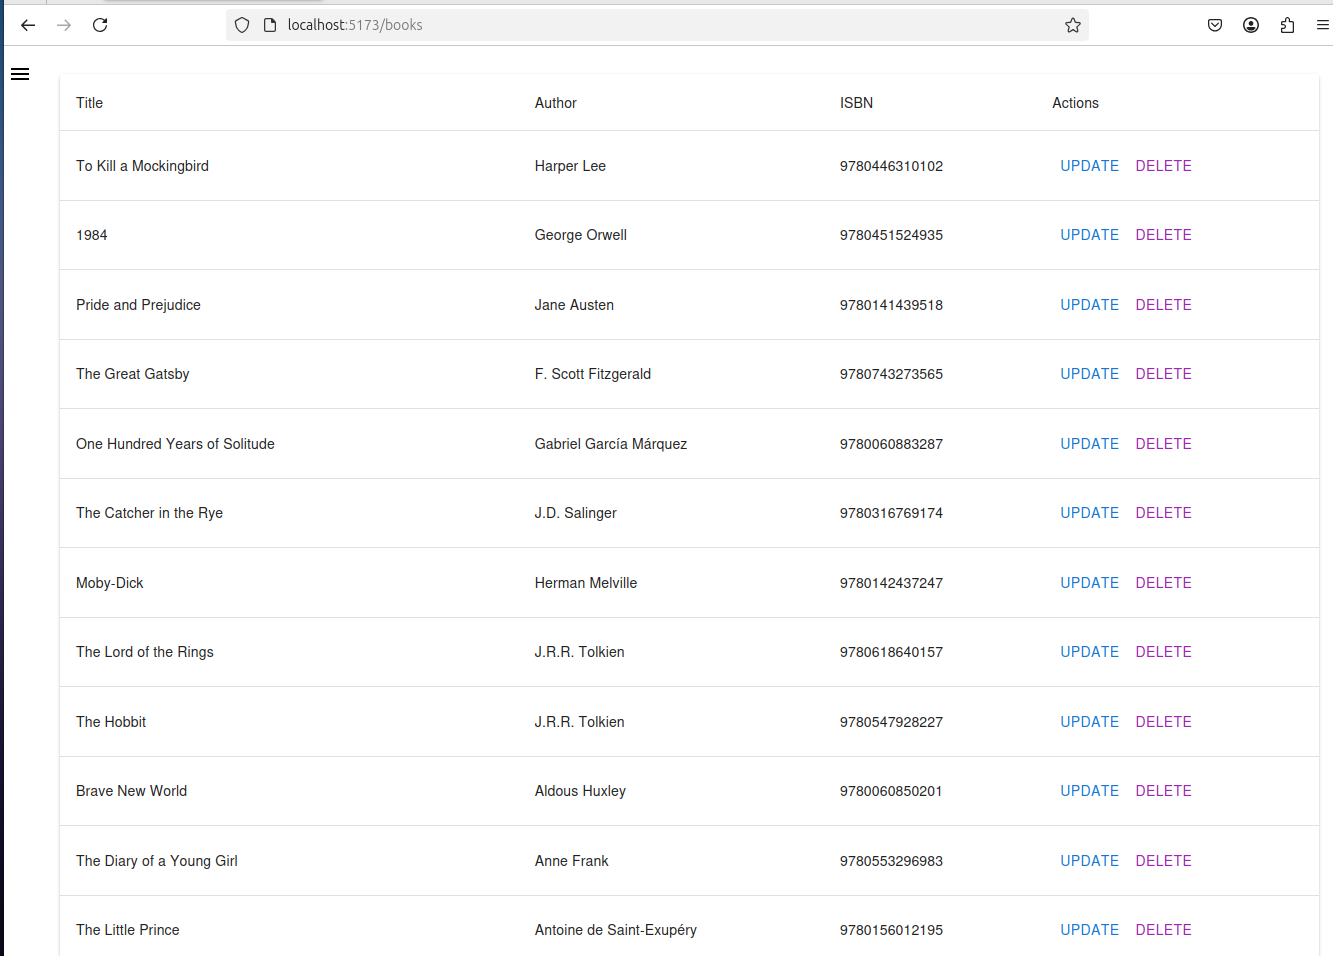 localhost:5173/books
Title Author ISBN Actions
To Kill a Mockingbird Harper Lee 9780446310102 UPDATE DELETE
1984 George Orwell 9780451524935 UPDATE DELETE
Pride and Prejudice Jane Austen 9780141439518 UPDATE DELETE
The Great Gatsby F. Scott Fitzgerald 9780743273565 UPDATE DELETE
One Hundred Years of Solitude Gabriel García Márquez 9780060883287 UPDATE DELETE
The Catcher in the Rye J.D. Salinger 9780316769174 UPDATE DELETE
Moby-Dick Herman Melville 9780142437247 UPDATE DELETE
The Lord of the Rings J.R.R. Tolkien 9780618640157 UPDATE DELETE
The Hobbit J.R.R. Tolkien 9780547928227 UPDATE DELETE
Brave New World Aldous Huxley 9780060850201 UPDATE DELETE
The Diary of a Young Girl Anne Frank 9780553296983 UPDATE DELETE
The Little Prince Antoine de Saint-Exupéry 9780156012195 UPDATE DELETE